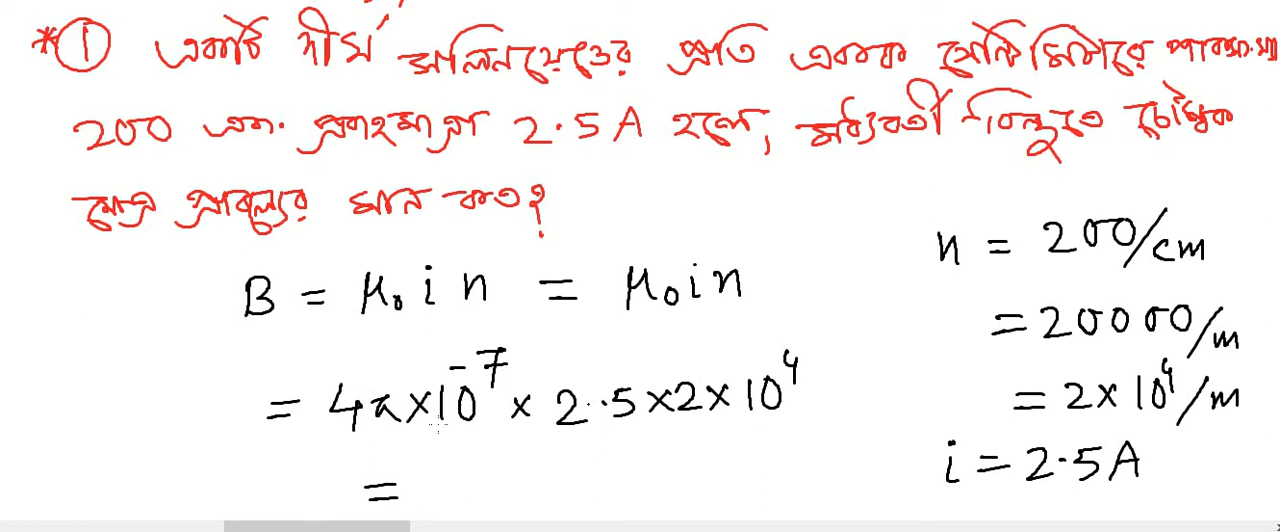 *① একটি দীর্ঘ সলিনয়েডের প্রতি একক সেন্টিমিটারে পাকসংখ্যা
200 এবং প্রবাহমাত্রা 2.5A হলে, মধ্যবর্তী বিন্দুতে চৌম্বক
ক্ষেত্র প্রাবল্যের মান কত?
B = μ₀ i n = μ₀ i n
= 4π×10⁻⁷ × 2.5×2×10⁴
=
n = 200/cm
= 20000/m
= 2×10⁴/m
i = 2.5A